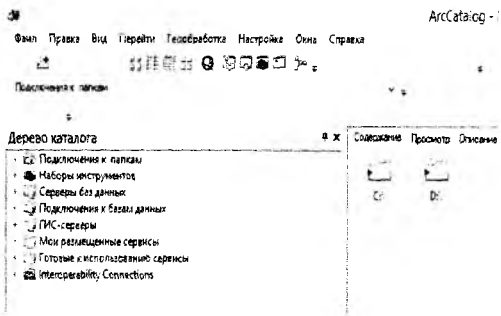 ArcCatalog -
Файл Правка Вид Перейти Геообработка Настройка Окна Справка
Подключения к папкам
Дерево каталога
Содержание Просмотр Описание
Подключения к папкам
Наборы инструментов
Серверы баз данных
Подключения к базам данных
ГИС-серверы
Мои размещенные сервисы
Готовые к использованию сервисы
Interoperability Connections
C:\ D:\